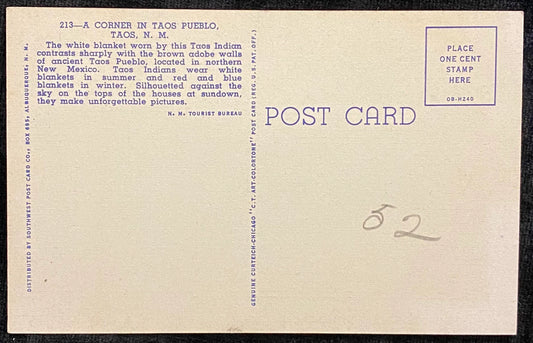 213—A CORNER IN TAOS PUEBLO,
TAOS, N. M.
The white blanket worn by this Taos Indian
contrasts sharply with the brown adobe walls
of ancient Taos Pueblo, located in northern
New Mexico. Taos Indians wear white
blankets in summer and red and blue
blankets in winter. Silhouetted against the
sky on the tops of the houses at sundown,
they make unforgettable pictures.
N. M. TOURIST BUREAU
DISTRIBUTED BY SOUTHWEST POST CARD CO., BOX 685, ALBUQUERQUE, N. M.
GENUINE CURTEICH-CHICAGO "C.T. ART-COLORTONE" POST CARD (REG. U.S. PAT. OFF.)
POST CARD
PLACE
ONE CENT
STAMP
HERE
OB-H240
52